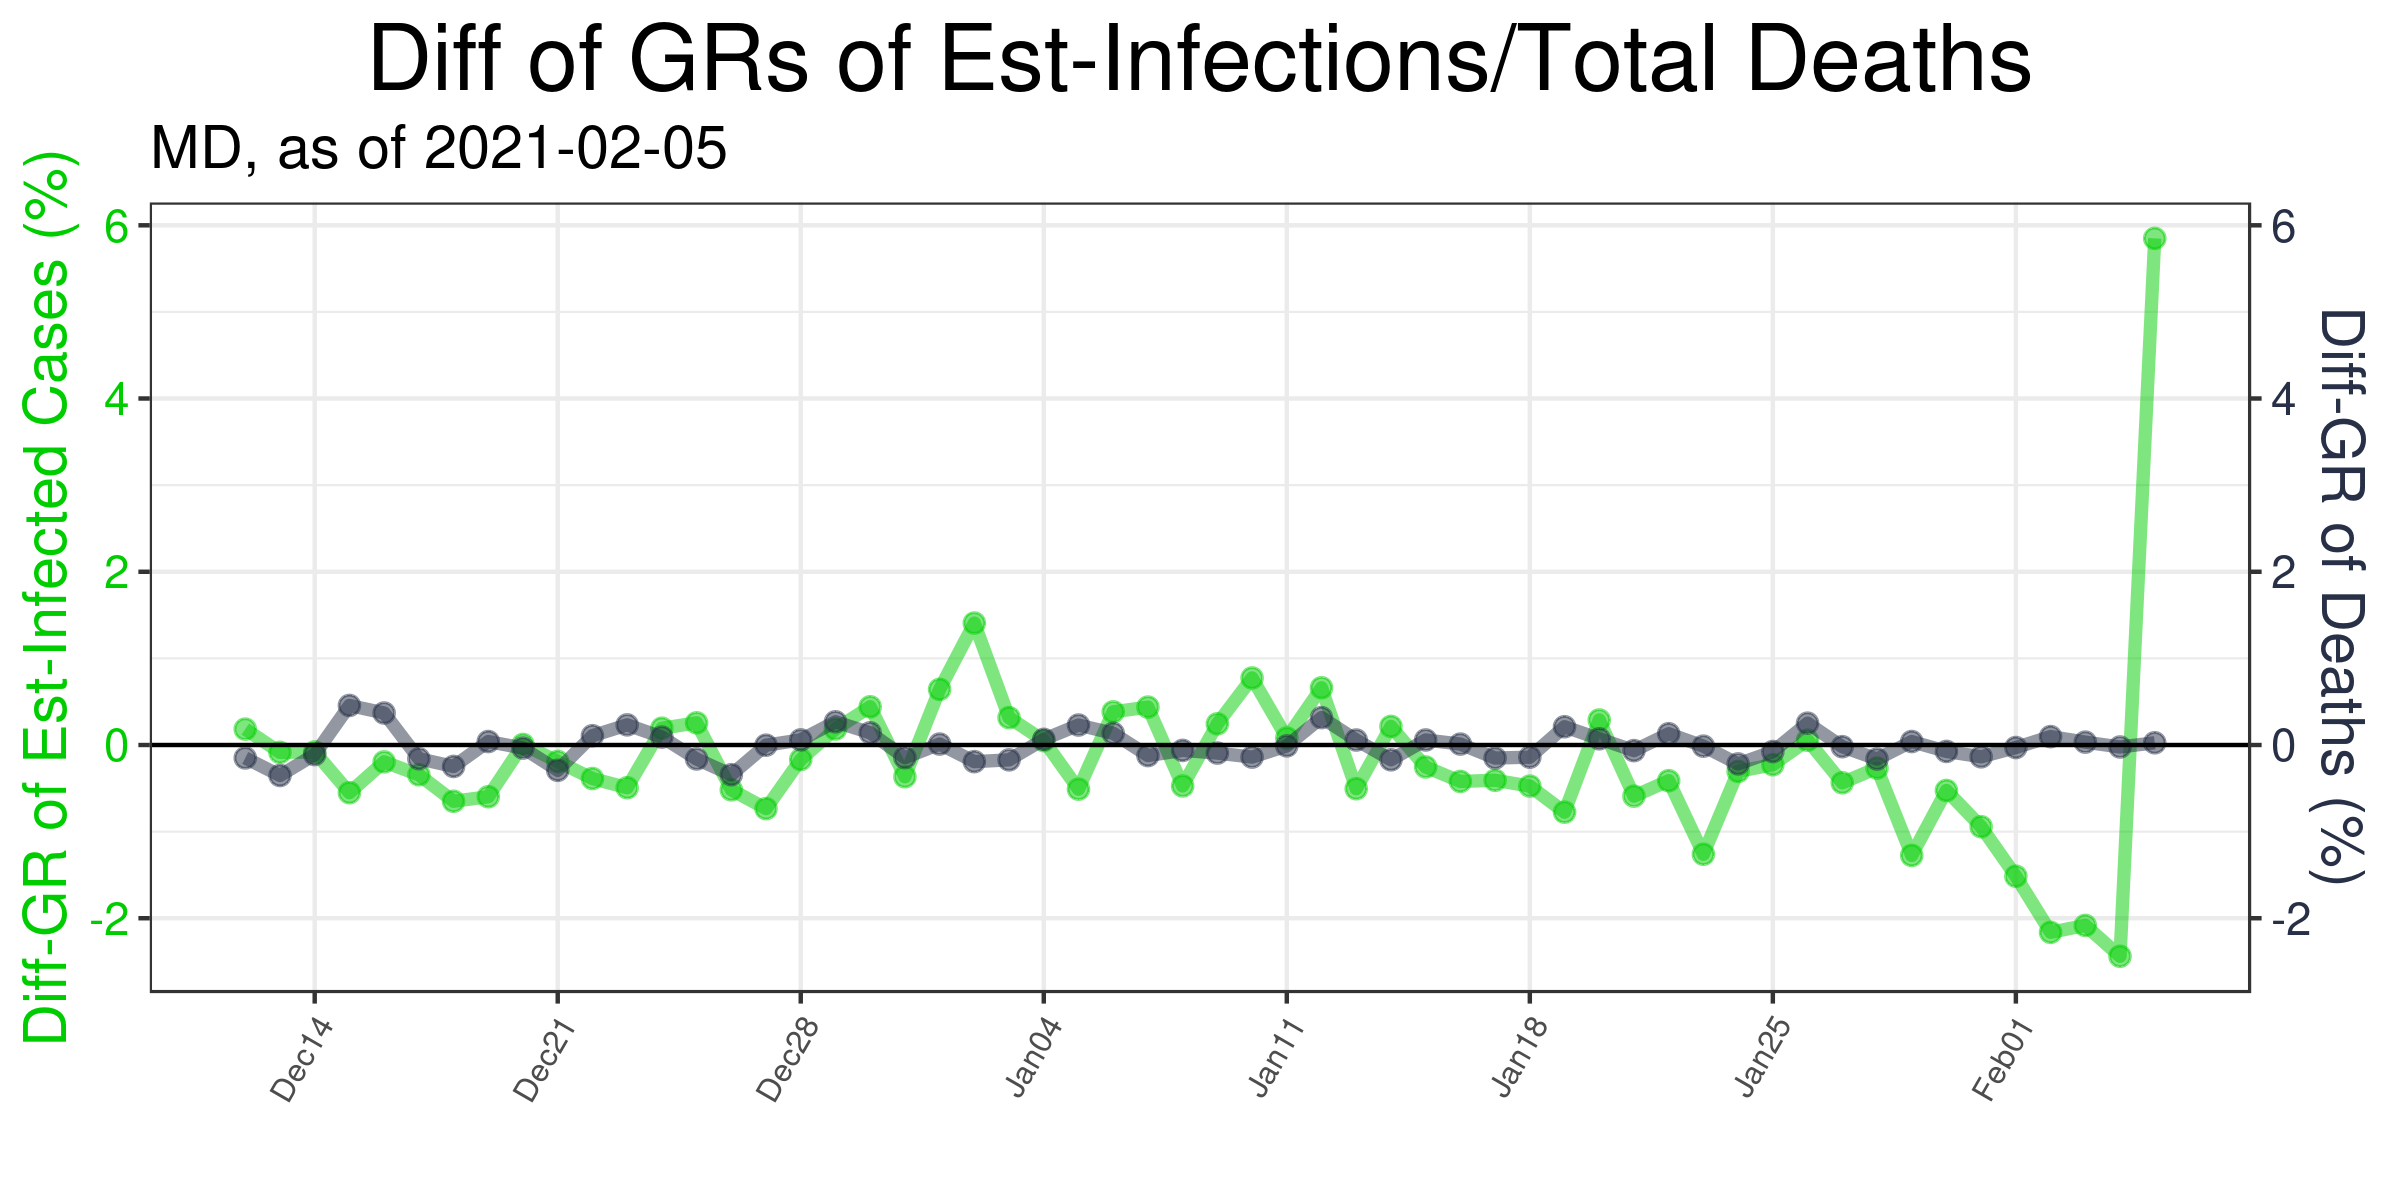 Diff of GRs of Est-Infections/Total Deaths
MD, as of 2021-02-05
Diff-GR of Est-Infected Cases (%)
6
4
2
0
-2
6
4
2
0
-2
Diff-GR of Deaths (%)
Dec14
Dec21
Dec28
Jan04
Jan11
Jan18
Jan25
Feb01